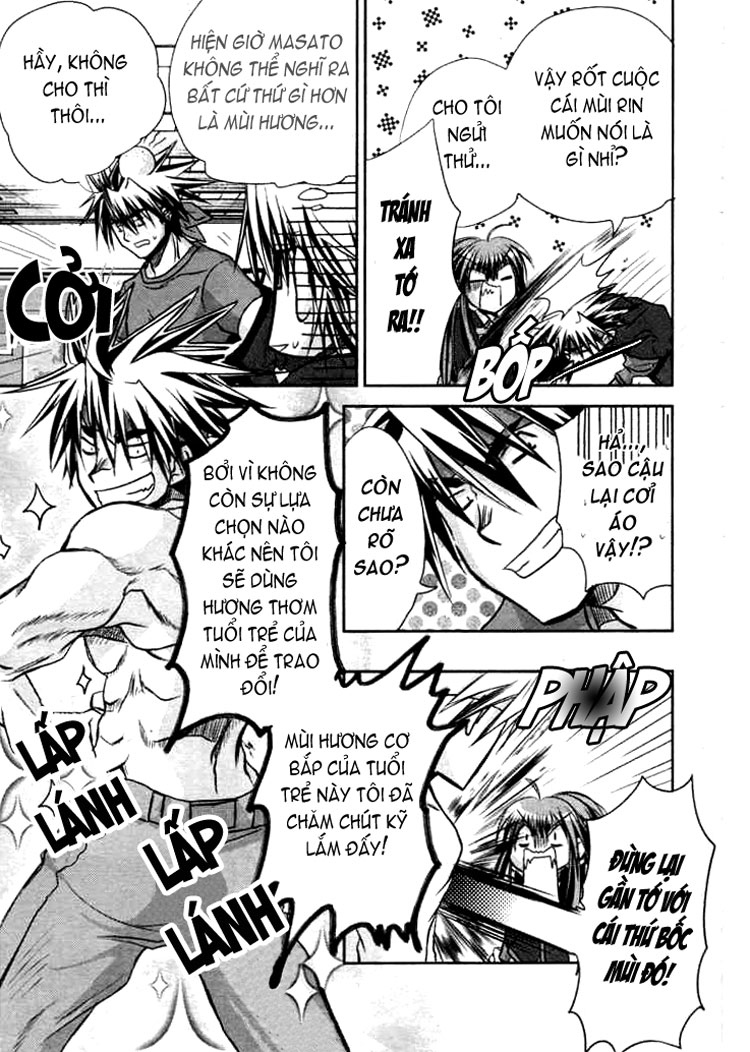 VẬY RỐT CUỘC
CÁI MÙI RIN
MUỐN NÓI LÀ
GÌ NHỈ?
CHO TÔI
NGỬI
THỬ...
TRÁNH
XA
TỚ
RA!!
BỐP
HIỆN GIỜ MASATO
KHÔNG THỂ NGHĨ RA
BẤT CỨ THỨ GÌ HƠN
LÀ MÙI HƯƠNG...
HẦY, KHÔNG
CHO THÌ
THÔI...
CỞI
HẢ...,
SAO CẬU
LẠI CƠỈ
ÁO
VẬY!?
CÒN
CHƯA
RÕ
SAO?
BỞI VÌ KHÔNG
CÒN SỰ LỰA
CHỌN NÀO
KHÁC NÊN TÔI
SẼ DÙNG
HƯƠNG THƠM
TUỔI TRẺ CỦA
MÌNH ĐỂ TRAO
ĐỔI!
MÙI HƯƠNG CƠ
BẮP CỦA TUỔI
TRẺ NÀY TÔI ĐÃ
CHĂM CHÚT KỸ
LẮM ĐẤY!
LẤP
LÁNH
LẤP
LÁNH
PHẬP
ĐỪNG LẠI
GẦN TỚ VỚI
CÁI THỨ BỐC
MÙI ĐÓ!